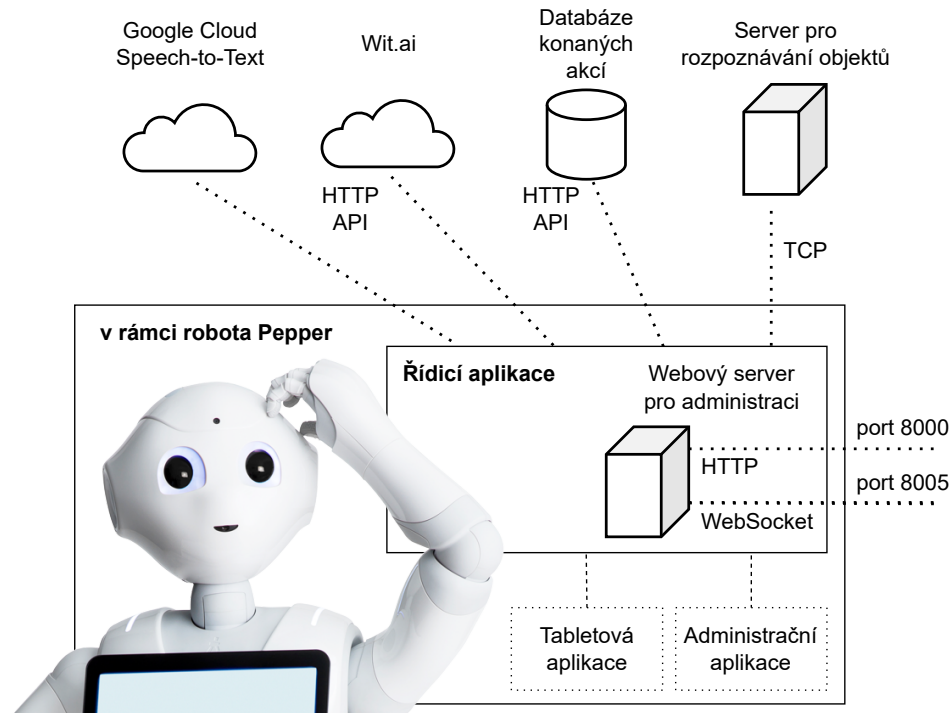 Google Cloud
Speech-to-Text
Wit.ai
Databáze
konaných
akcí
Server pro
rozpoznávání objektů
HTTP
API
HTTP
API
TCP
v rámci robota Pepper
Řídicí aplikace
Webový server
pro administraci
port 8000
HTTP
port 8005
WebSocket
Tabletová
aplikace
Administrační
aplikace